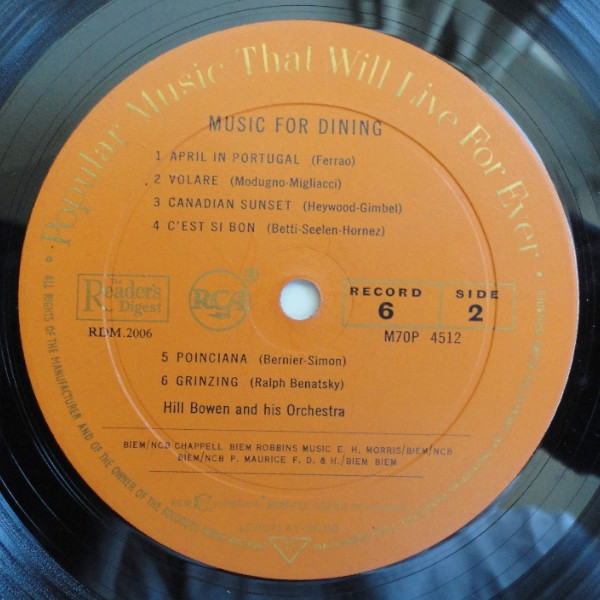 Popular Music That Will Live For Ever
MUSIC FOR DINING
1 APRIL IN PORTUGAL (Ferrao)
2 VOLARE (Modugno-Migliacci)
3 CANADIAN SUNSET (Heywood-Gimbel)
4 C'EST SI BON (Betti-Seelen-Hornez)
The
Reader's
Digest
RDM.2006
RCA
RECORD
6
SIDE
2
M70P 4512
5 POINCIANA (Bernier-Simon)
6 GRINZING (Ralph Benatsky)
Hill Bowen and his Orchestra
BIEM/NCB CHAPPELL BIEM ROBBINS MUSIC E. H. MORRIS/BIEM/NCB
BIEM/NCB P. MAURICE F. D. & H./BIEM BIEM
ALL RIGHTS OF THE MANUFACTURER AND OF THE OWNER OF THE
NEW